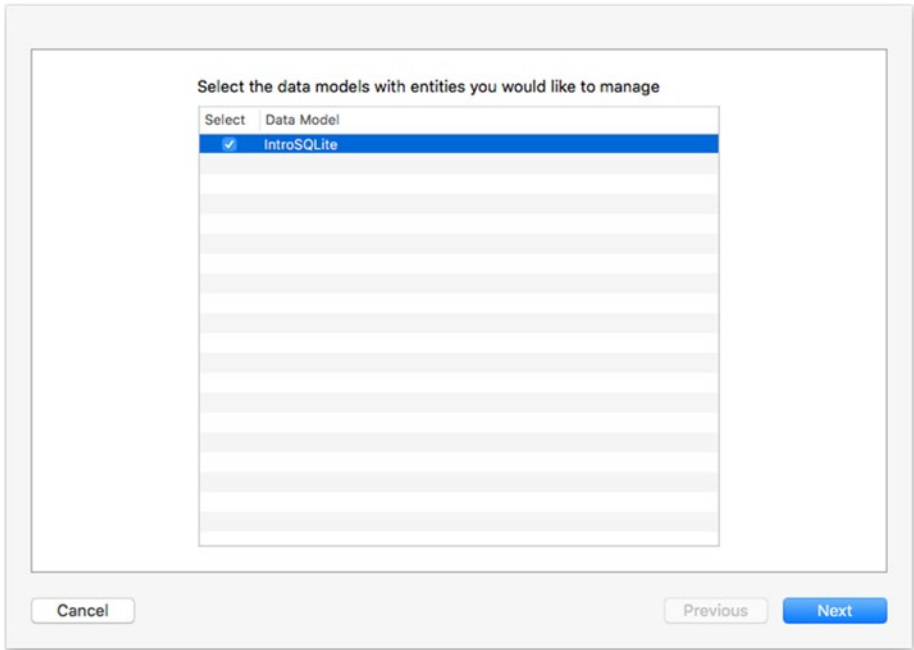 Select the data models with entities you would like to manage
Select Data Model
IntroSQLite
Cancel Previous Next